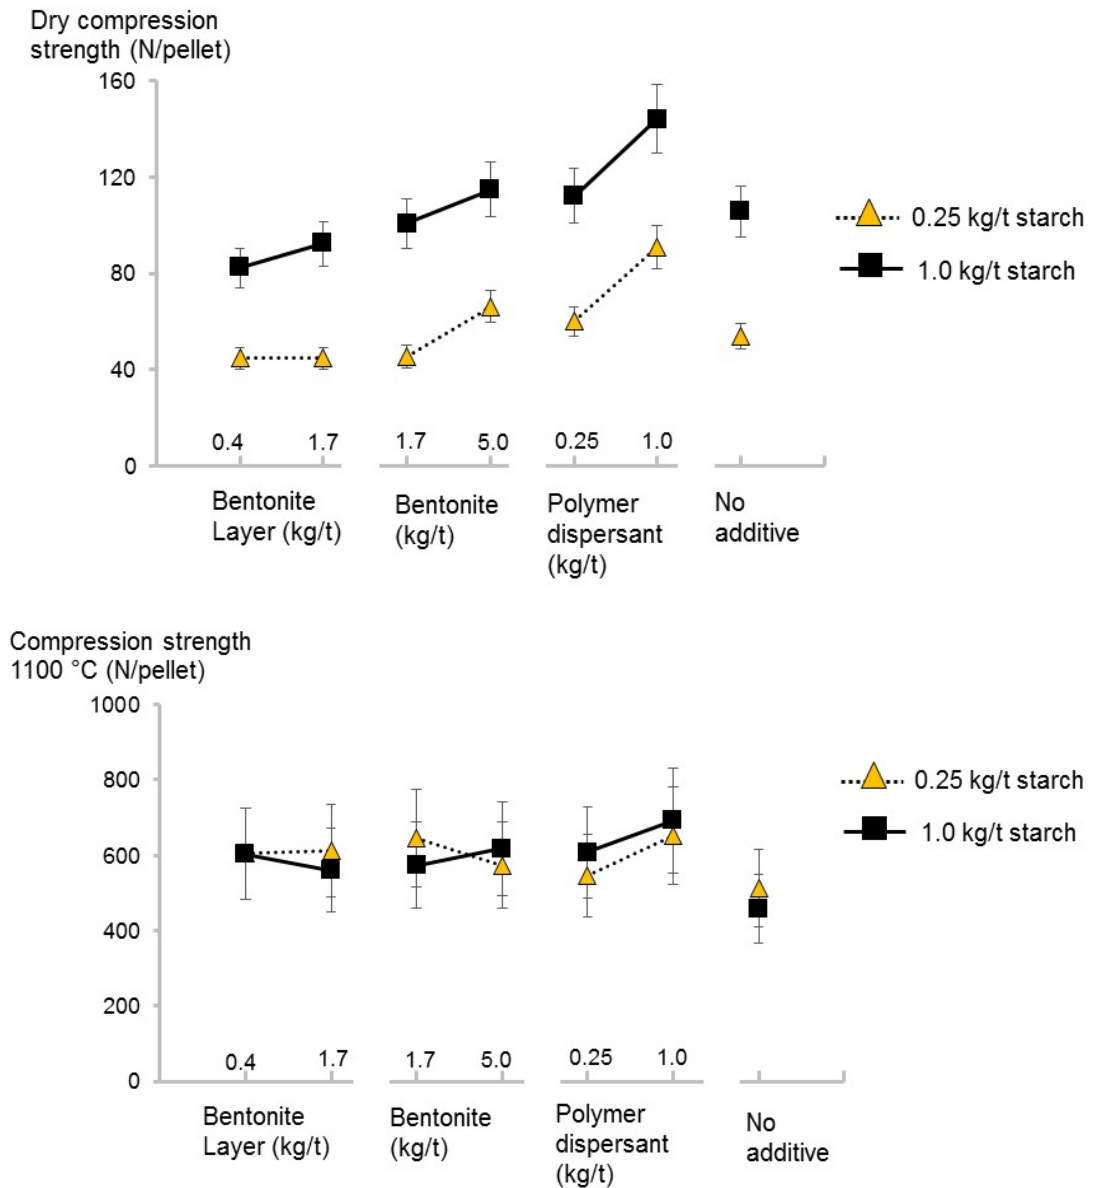 Dry compression
strength (N/pellet)
160
120
80
40
0
0.4 1.7 1.7 5.0 0.25 1.0
Bentonite
Layer (kg/t)
Bentonite
(kg/t)
Polymer
dispersant
(kg/t)
No
additive
0.25 kg/t starch
1.0 kg/t starch
Compression strength
1100 °C (N/pellet)
1000
800
600
400
200
0
0.4 1.7 1.7 5.0 0.25 1.0
Bentonite
Layer (kg/t)
Bentonite
(kg/t)
Polymer
dispersant
(kg/t)
No
additive
0.25 kg/t starch
1.0 kg/t starch